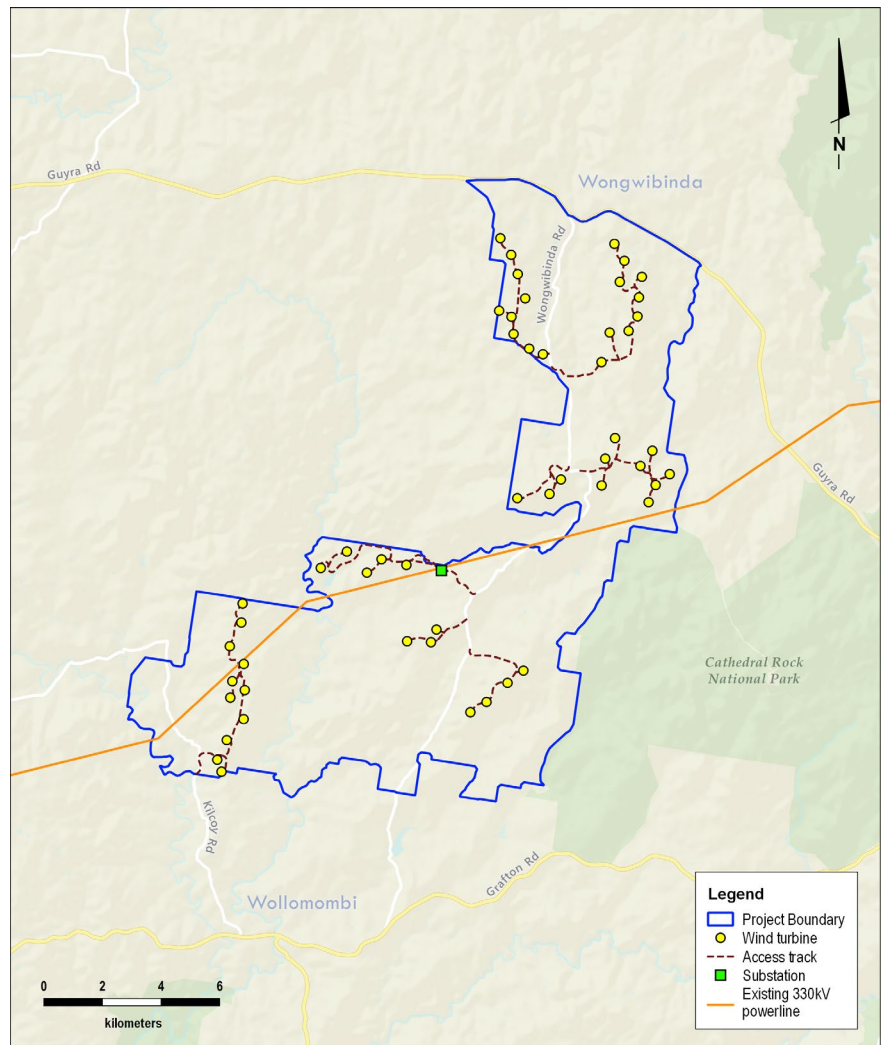 Guyra Rd
Wongwibinda
N
Wongwibinda Rd
Guyra Rd
Cathedral Rock
National Park
Kilcoy Rd
Grafton Rd
Wollomombi
Legend
Project Boundary
Wind turbine
Access track
Substation
Existing 330kV
powerline
0 2 4 6
kilometers